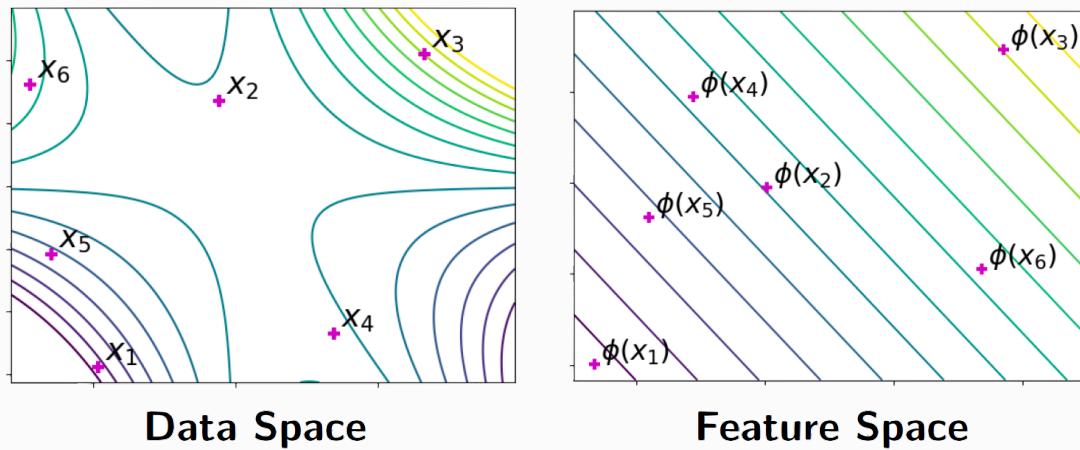 x₃
x₆
x₂
x₅
x₄
x₁
Data Space
ϕ(x₃)
ϕ(x₄)
ϕ(x₂)
ϕ(x₅)
ϕ(x₆)
ϕ(x₁)
Feature Space